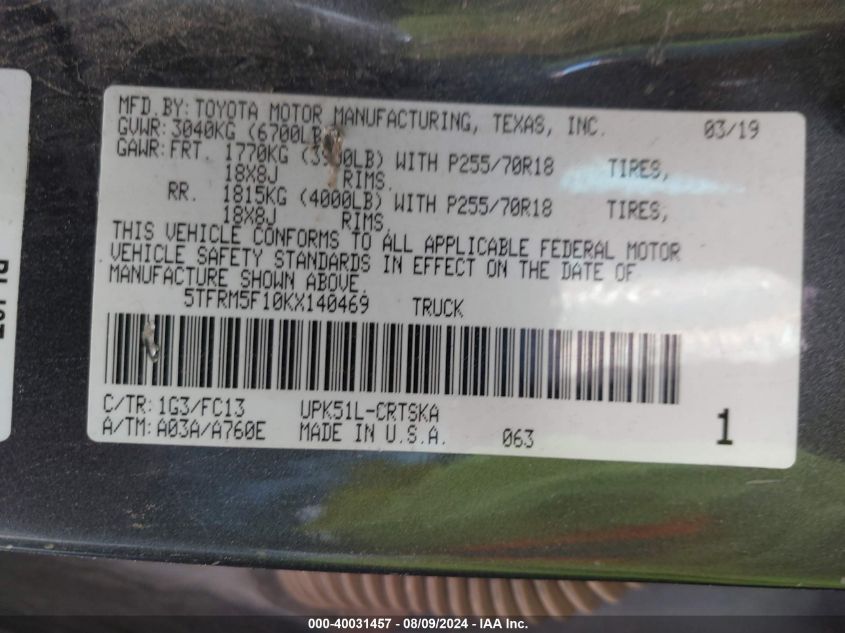 MFD.BY: TOYOTA MOTOR MANUFACTURING, TEXAS, INC. 03/19
GVWR: 3040KG (6700LB)
GAWR: FRT. 1770KG WITH P255/70R18 TIRES,
18X8J RIMS,
RR. 1815KG (4000LB) WITH P255/70R18 TIRES,
18X8J RIMS,
THIS VEHICLE CONFORMS TO ALL APPLICABLE FEDERAL MOTOR
VEHICLE SAFETY STANDARDS IN EFFECT ON THE DATE OF
MANUFACTURE SHOWN ABOVE.
5TFRM5F10KX140469 TRUCK
C/TR: 1G3/FC13 UPK51L-CRTSKA
A/TM: A03A/A760E MADE IN U.S.A. 063 1
000-40031457 - 08/09/2024 - IAA Inc.